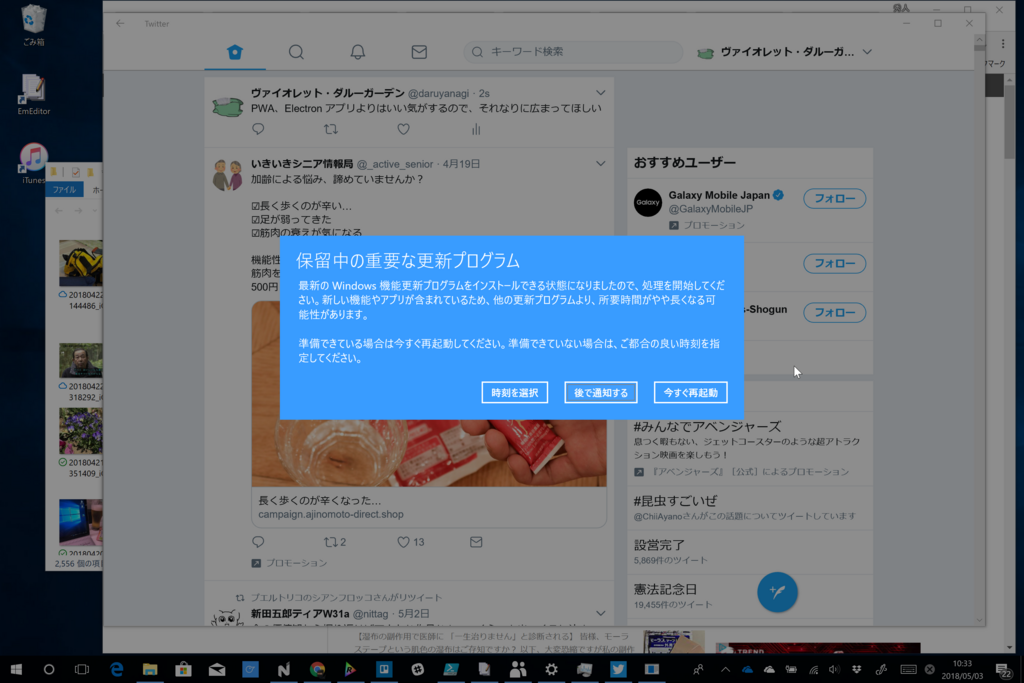 ごみ箱
EmEditor
iTunes
Twitter
キーワード検索
ヴァイオレット・ダルーガ...
ファイル
ヴァイオレット・ダルーガーデン @daruyanagi · 2s
PWA、Electron アプリよりはいい気がするので、それなりに広まってほしい
いきいきシニア情報局 @_active_senior · 4月19日
加齢による悩み、諦めていませんか？
☑長く歩くのが辛い…
☑足が弱ってきた
☑筋肉の衰えが気になる
機能性
筋肉を
500円
おすすめユーザー
Galaxy Mobile Japan
@GalaxyMobileJP
プロモーション
フォロー
フォロー
s-Shogun
フォロー
保留中の重要な更新プログラム
最新の Windows 機能更新プログラムをインストールできる状態になりましたので、処理を開始してくだ
さい。新しい機能やアプリが含まれているため、他の更新プログラムより、所要時間がやや長くなる可
能性があります。
準備できている場合は今すぐ再起動してください。準備できていない場合は、ご都合の良い時刻を指
定してください。
時刻を選択
後で通知する
今すぐ再起動
20180422
144486_i
20180422
318292_i
20180421
351409_i
20180420
2,556 個の項目
長く歩くのが辛くなった…
campaign.ajinomoto-direct.shop
2
13
プロモーション
プエルトリコのシアンフロッコさんがリツイート
新田五郎ティアW31a @nittag · 5月2日
#みんなでアベンジャーズ
息つく暇もない、ジェットコースターのような超アトラク
ション映画を楽しもう！
『アベンジャーズ』［公式］によるプロモーション
#昆虫すごいぜ
@ChiiAyanoさんがこの話題についてツイートしています
設営完了
5,869件のツイート
憲法記念日
19,455件のツイート
【湿布の副作用で医師に「一生治りません」と診断される】 皆様、モーラ
ステープという肌色の湿布はご存知ですか？ 以下、大変恐縮ですが私の副作
TREND
10:33
2018/05/03
22